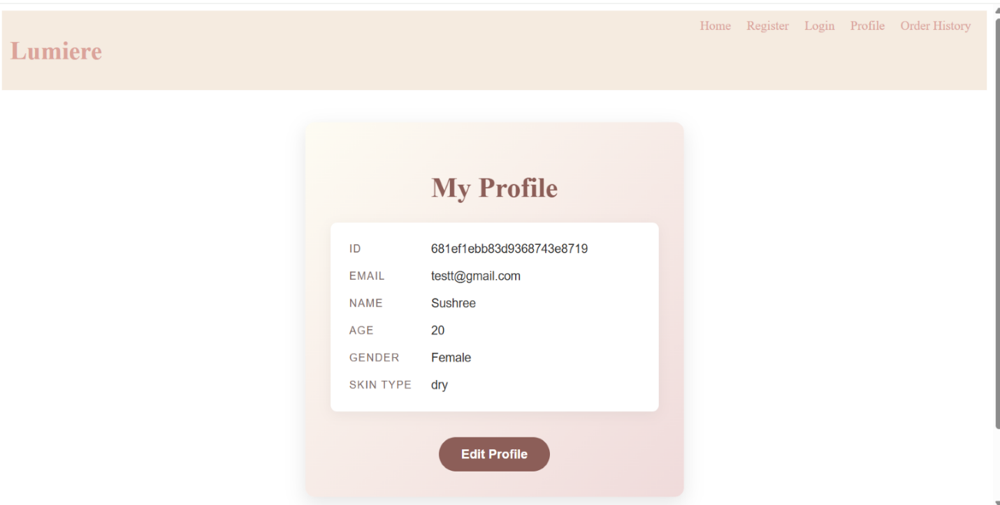 Home Register Login Profile Order History
Lumiere
My Profile
ID 681ef1ebb83d9368743e8719
EMAIL testt@gmail.com
NAME Sushree
AGE 20
GENDER Female
SKIN TYPE dry
Edit Profile